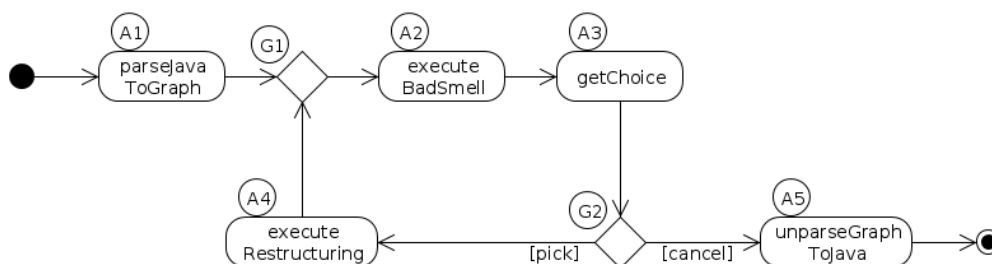 A1
parseJava
ToGraph
G1
A2
execute
BadSmell
A3
getChoice
A4
execute
Restructuring
G2
[pick]
[cancel]
A5
unparseGraph
ToJava